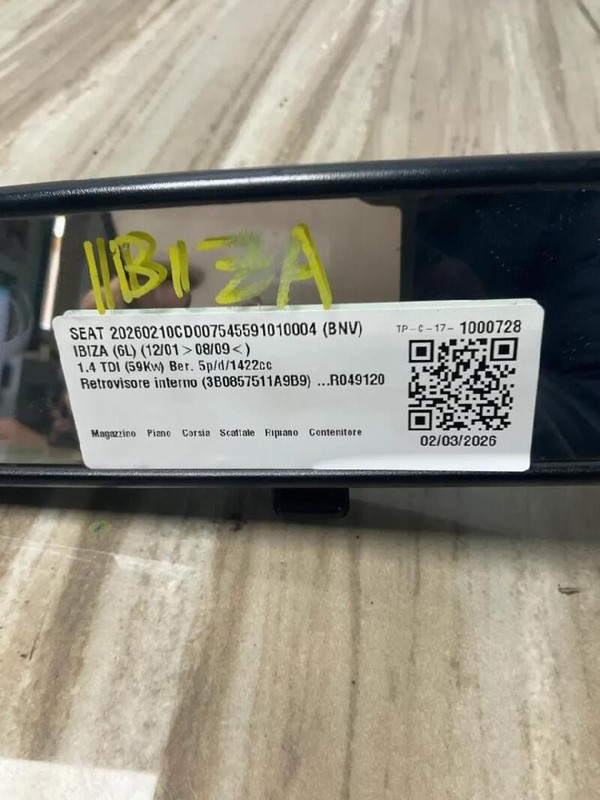 IBIZA
SEAT 20260210CD007545591010004 (BNV)
TP-C-17-1000728
IBIZA (6L) (12/01>08/09<)
1.4 TDI (59Kw) Ber. 5p/d/1422cc
Retrovisore interno (3B0857511A9B9) ...R049120
Magazzino Piano Corsia Scaffale Ripiano Contenitore
02/03/2026